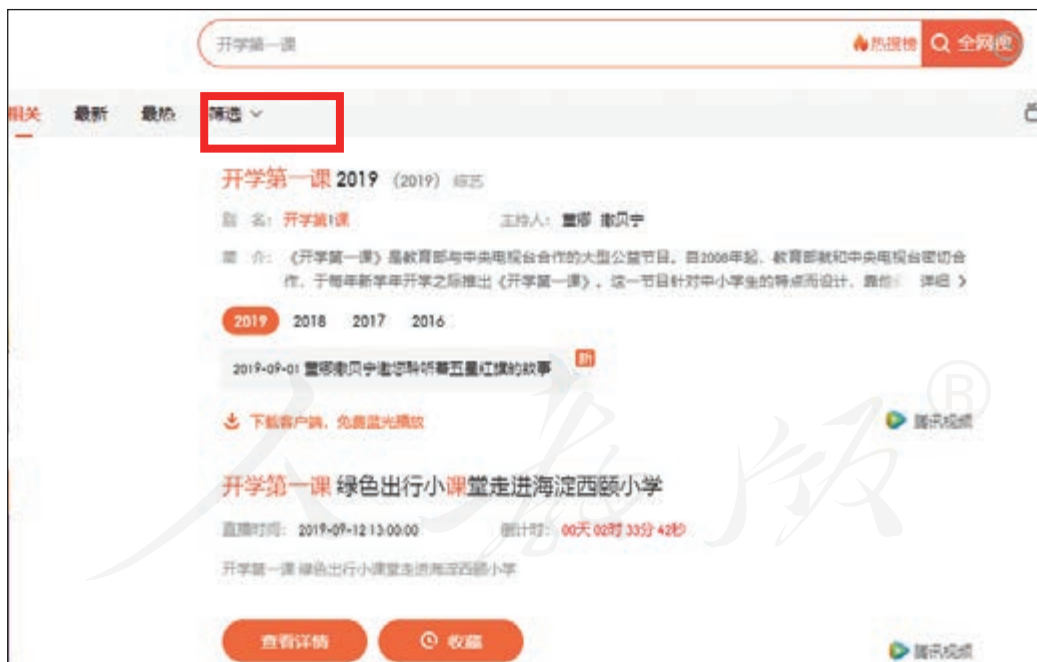 开学第一课 热搜榜 全网搜
相关 最新 最热 筛选
开学第一课 2019 (2019) 综艺
别 名: 开学第1课 主持人: 董卿 撒贝宁
简 介: 《开学第一课》是教育部与中央电视台合作的大型公益节目。自2008年起,教育部就和中央电视台密切合
作,于每年新学年开学之际推出《开学第一课》。这一节目针对中小学生的特点而设计, 详细
2019 2018 2017 2016
2019-09-01 董卿撒贝宁邀您聆听着五星红旗的故事 新
下载客户端,免费蓝光播放 腾讯视频
开学第一课 绿色出行小课堂走进海淀西颐小学
直播时间: 2019-09-12 13:00:00 倒计时: 00天 02时 33分 42秒
开学第一课 绿色出行小课堂走进海淀西颐小学
查看详情 收藏 腾讯视频
人教版®